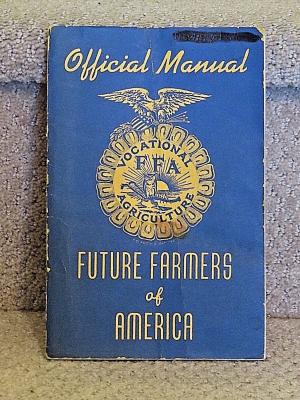 Official Manual
VOCATIONAL
FFA
AGRICULTURE
FUTURE FARMERS
of
AMERICA